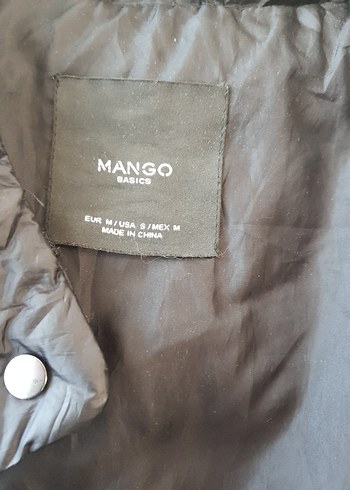 MANGO
BASICS
EUR M / USA S / MEX M
MADE IN CHINA